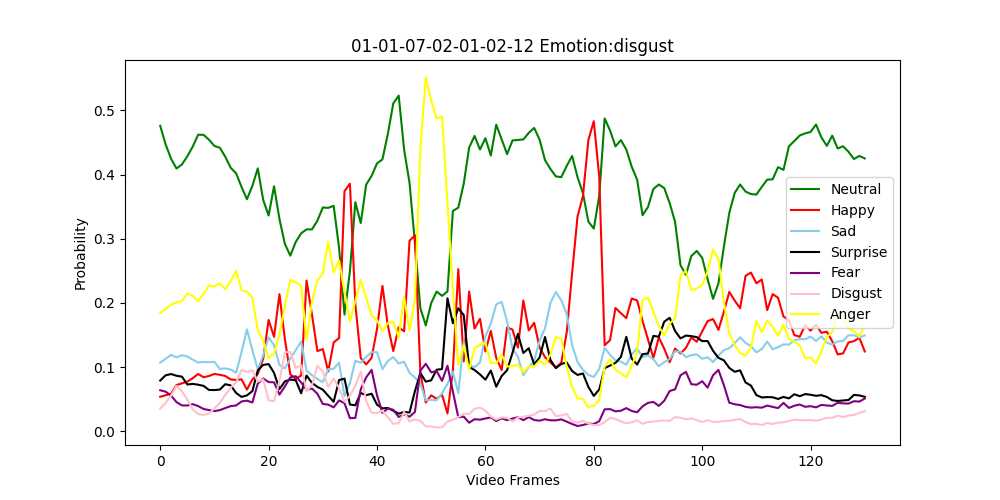 01-01-07-02-01-02-12 Emotion:disgust
Probability
0.5
0.4
0.3
0.2
0.1
0.0
0 20 40 60 80 100 120
Video Frames
Neutral
Happy
Sad
Surprise
Fear
Disgust
Anger